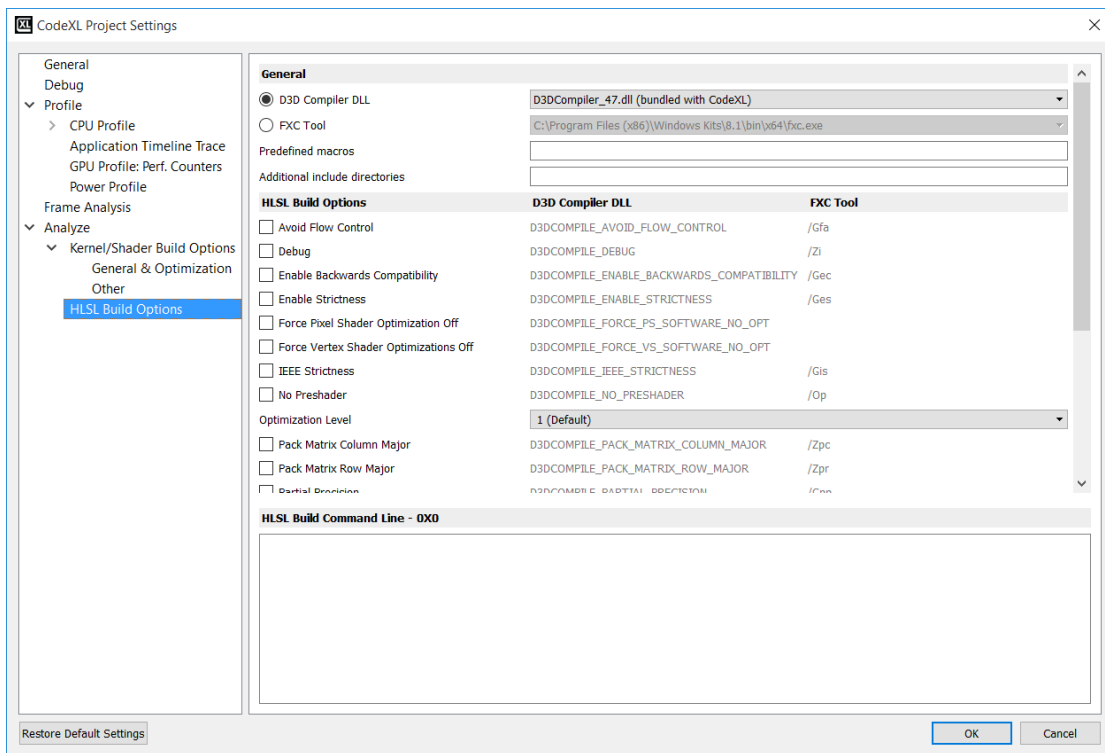 XL CodeXL Project Settings
General
Debug
Profile
CPU Profile
Application Timeline Trace
GPU Profile: Perf. Counters
Power Profile
Frame Analysis
Analyze
Kernel/Shader Build Options
General & Optimization
Other
HLSL Build Options
General
D3D Compiler DLL D3DCompiler_47.dll (bundled with CodeXL)
FXC Tool C:\Program Files (x86)\Windows Kits\8.1\bin\x64\fxc.exe
Predefined macros
Additional include directories
HLSL Build Options D3D Compiler DLL FXC Tool
Avoid Flow Control D3DCOMPILE_AVOID_FLOW_CONTROL /Gfa
Debug D3DCOMPILE_DEBUG /Zi
Enable Backwards Compatibility D3DCOMPILE_ENABLE_BACKWARDS_COMPATIBILITY /Gec
Enable Strictness D3DCOMPILE_ENABLE_STRICTNESS /Ges
Force Pixel Shader Optimization Off D3DCOMPILE_FORCE_PS_SOFTWARE_NO_OPT
Force Vertex Shader Optimizations Off D3DCOMPILE_FORCE_VS_SOFTWARE_NO_OPT
IEEE Strictness D3DCOMPILE_IEEE_STRICTNESS /Gis
No Preshader D3DCOMPILE_NO_PRESHADER /Op
Optimization Level 1 (Default)
Pack Matrix Column Major D3DCOMPILE_PACK_MATRIX_COLUMN_MAJOR /Zpc
Pack Matrix Row Major D3DCOMPILE_PACK_MATRIX_ROW_MAJOR /Zpr
Partial Precision D3DCOMPILE_PARTIAL_PRECISION /Gpp
HLSL Build Command Line - 0X0
Restore Default Settings OK Cancel